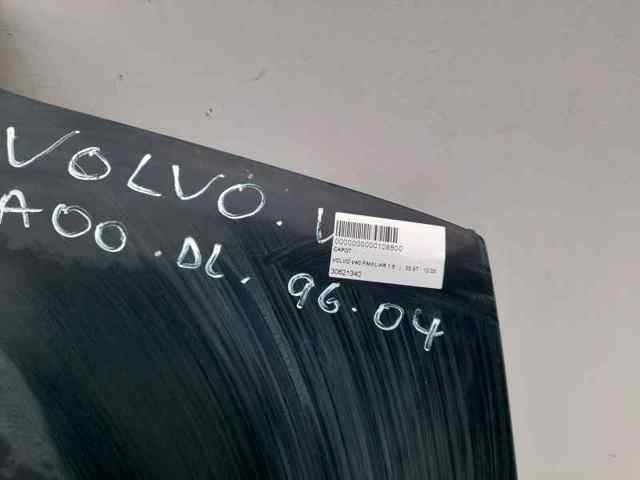 VOLVO. V
A00. DL. 96.04
0000000000108500
CAPOT
VOLVO V40 FAMILIAR 1.9
30621340